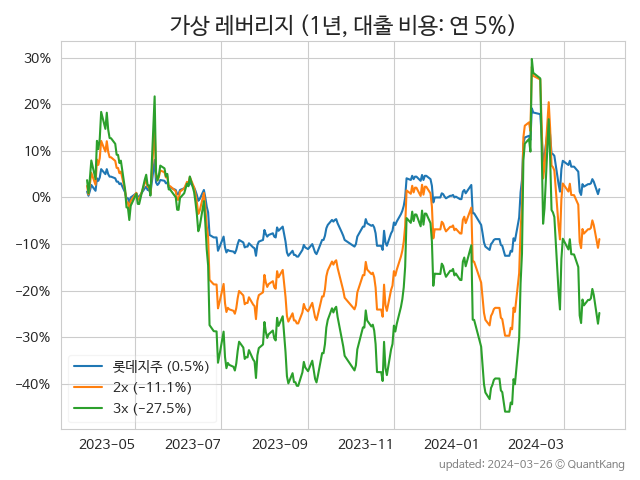 가상 레버리지 (1년, 대출 비용: 연 5%)
30%
20%
10%
0%
−10%
−20%
−30%
−40%
롯데지주 (0.5%)
2x (−11.1%)
3x (−27.5%)
2023-05
2023-07
2023-09
2023-11
2024-01
2024-03
updated: 2024-03-26 © QuantKang